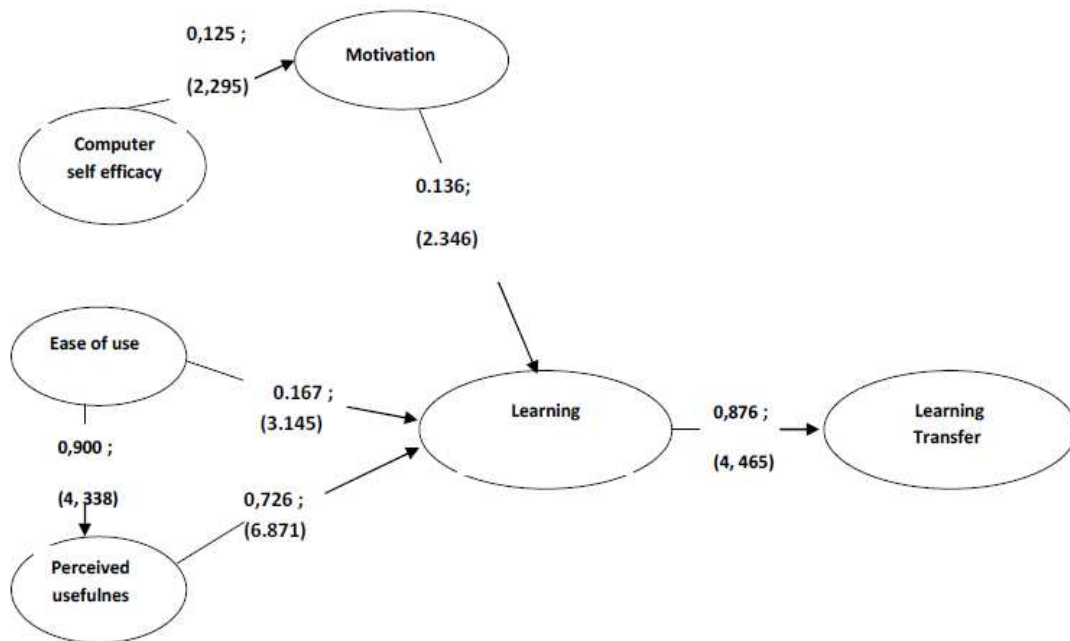 0,125 ;
(2,295)
Motivation
Computer
self efficacy
0.136;
(2.346)
Ease of use
0.167 ;
(3.145)
Learning
0,876 ;
(4, 465)
Learning
Transfer
0,900 ;
(4, 338)
0,726 ;
(6.871)
Perceived
usefulnes